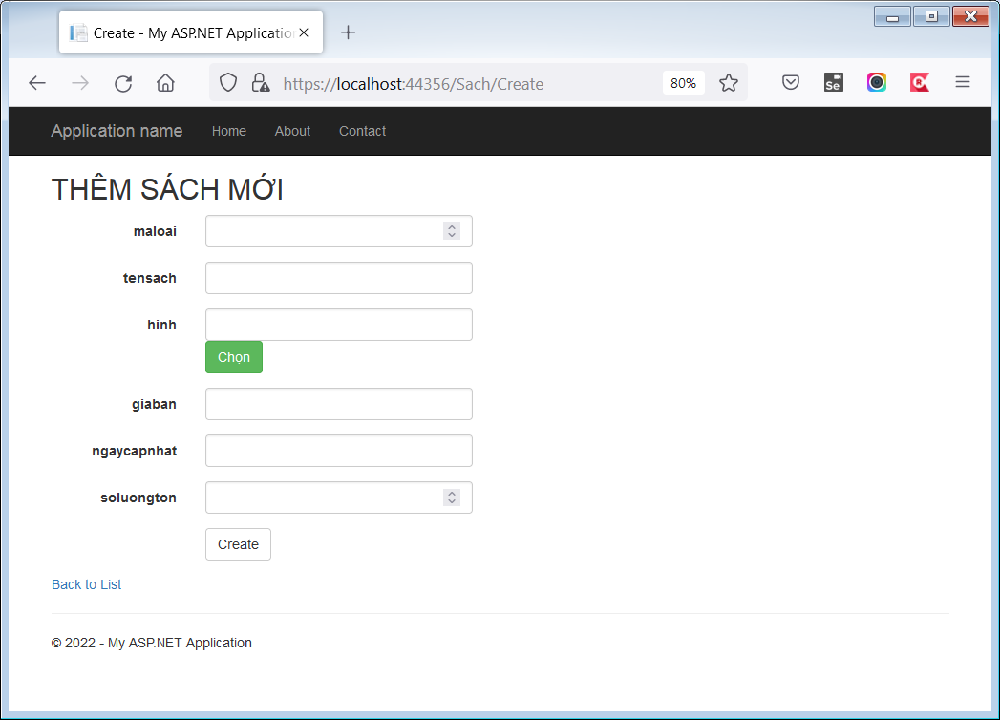 Create - My ASP.NET Applicatio
https://localhost:44356/Sach/Create 80%
Se
Application name Home About Contact
THÊM SÁCH MỚI
maloai
tensach
hinh
Chọn
giaban
ngaycapnhat
soluongton
Create
Back to List
© 2022 - My ASP.NET Application